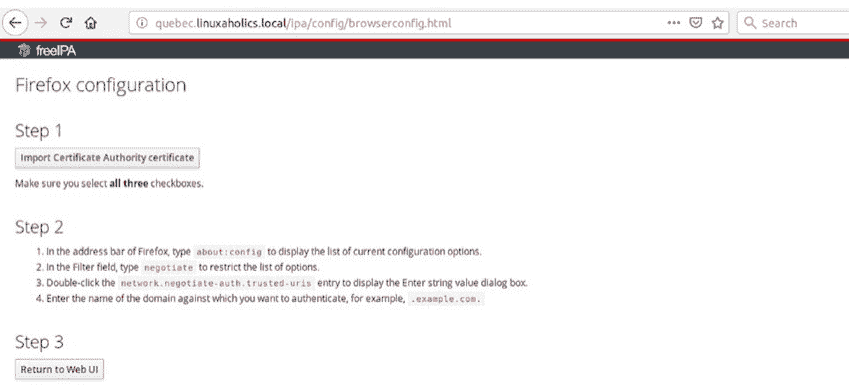 quebec.linuxaholics.local/ipa/config/browserconfig.html
Search
freeIPA
Firefox configuration
Step 1
Import Certificate Authority certificate
Make sure you select all three checkboxes.
Step 2
1. In the address bar of Firefox, type about:config to display the list of current configuration options.
2. In the Filter field, type negotiate to restrict the list of options.
3. Double-click the network.negotiate-auth.trusted-uris entry to display the Enter string value dialog box.
4. Enter the name of the domain against which you want to authenticate, for example, .example.com.
Step 3
Return to Web UI